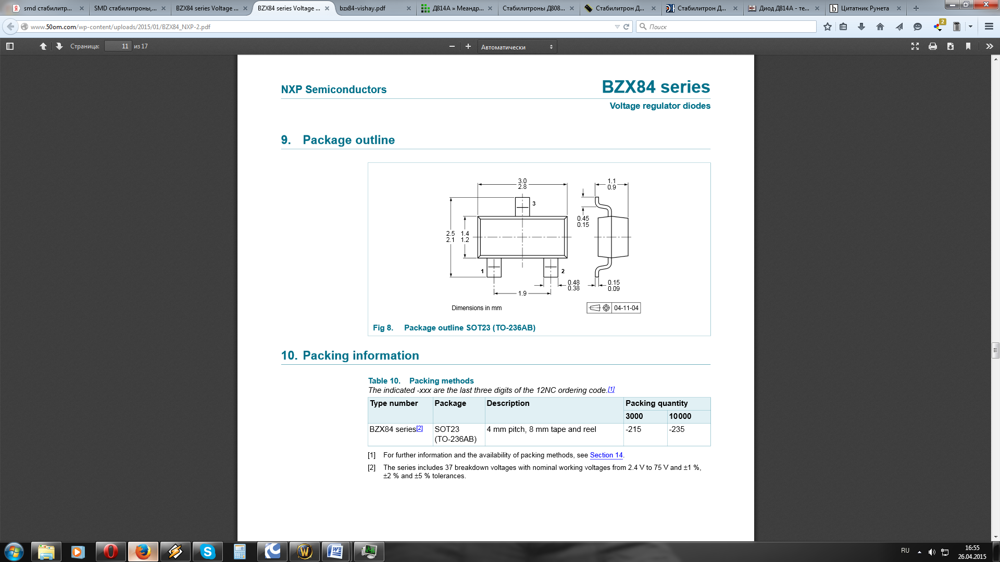 smd стабилитр...
SMD стабилитроны,...
BZX84 series Voltage ...
BZX84 series Voltage ...
bzx84-vishay.pdf
Д814А » Меандр...
Стабилитроны Д808...
Стабилитрон Д...
Стабилитрон Д...
Диод Д814А - те...
Цитатник Рунета
www.50om.com/wp-content/uploads/2015/01/BZX84_NXP-2.pdf
Поиск
2
Страница: 11 из 17
Автоматически
NXP Semiconductors
BZX84 series
Voltage regulator diodes
9. Package outline
3.0
2.8
1.1
0.9
3
0.45
0.15
2.5
2.1
1.4
1.2
1
2
0.48
0.38
0.15
0.09
1.9
Dimensions in mm
04-11-04
Fig 8. Package outline SOT23 (TO-236AB)
10. Packing information
Table 10. Packing methods
The indicated -xxx are the last three digits of the 12NC ordering code.[1]
Type number Package Description Packing quantity
3000 10000
BZX84 series[2] SOT23 4 mm pitch, 8 mm tape and reel -215 -235
(TO-236AB)
[1] For further information and the availability of packing methods, see Section 14.
[2] The series includes 37 breakdown voltages with nominal working voltages from 2.4 V to 75 V and ±1 %,
±2 % and ±5 % tolerances.
RU
16:55
26.04.2015